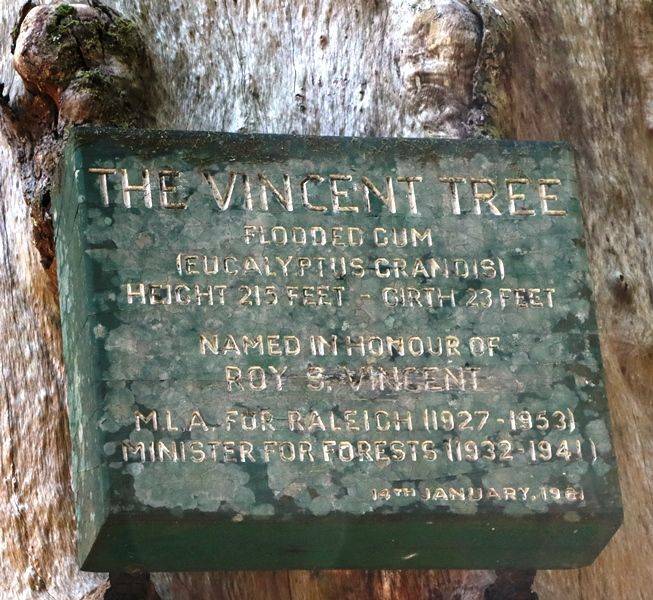 THE VINCENT TREE
FLOODED GUM
(EUCALYPTUS GRANDIS)
HEIGHT 215 FEET - GIRTH 23 FEET
NAMED IN HONOUR OF
ROY S. VINCENT
M.L.A. FOR RALEIGH (1927-1953)
MINISTER FOR FORESTS (1932-1941)
14TH JANUARY, 1981